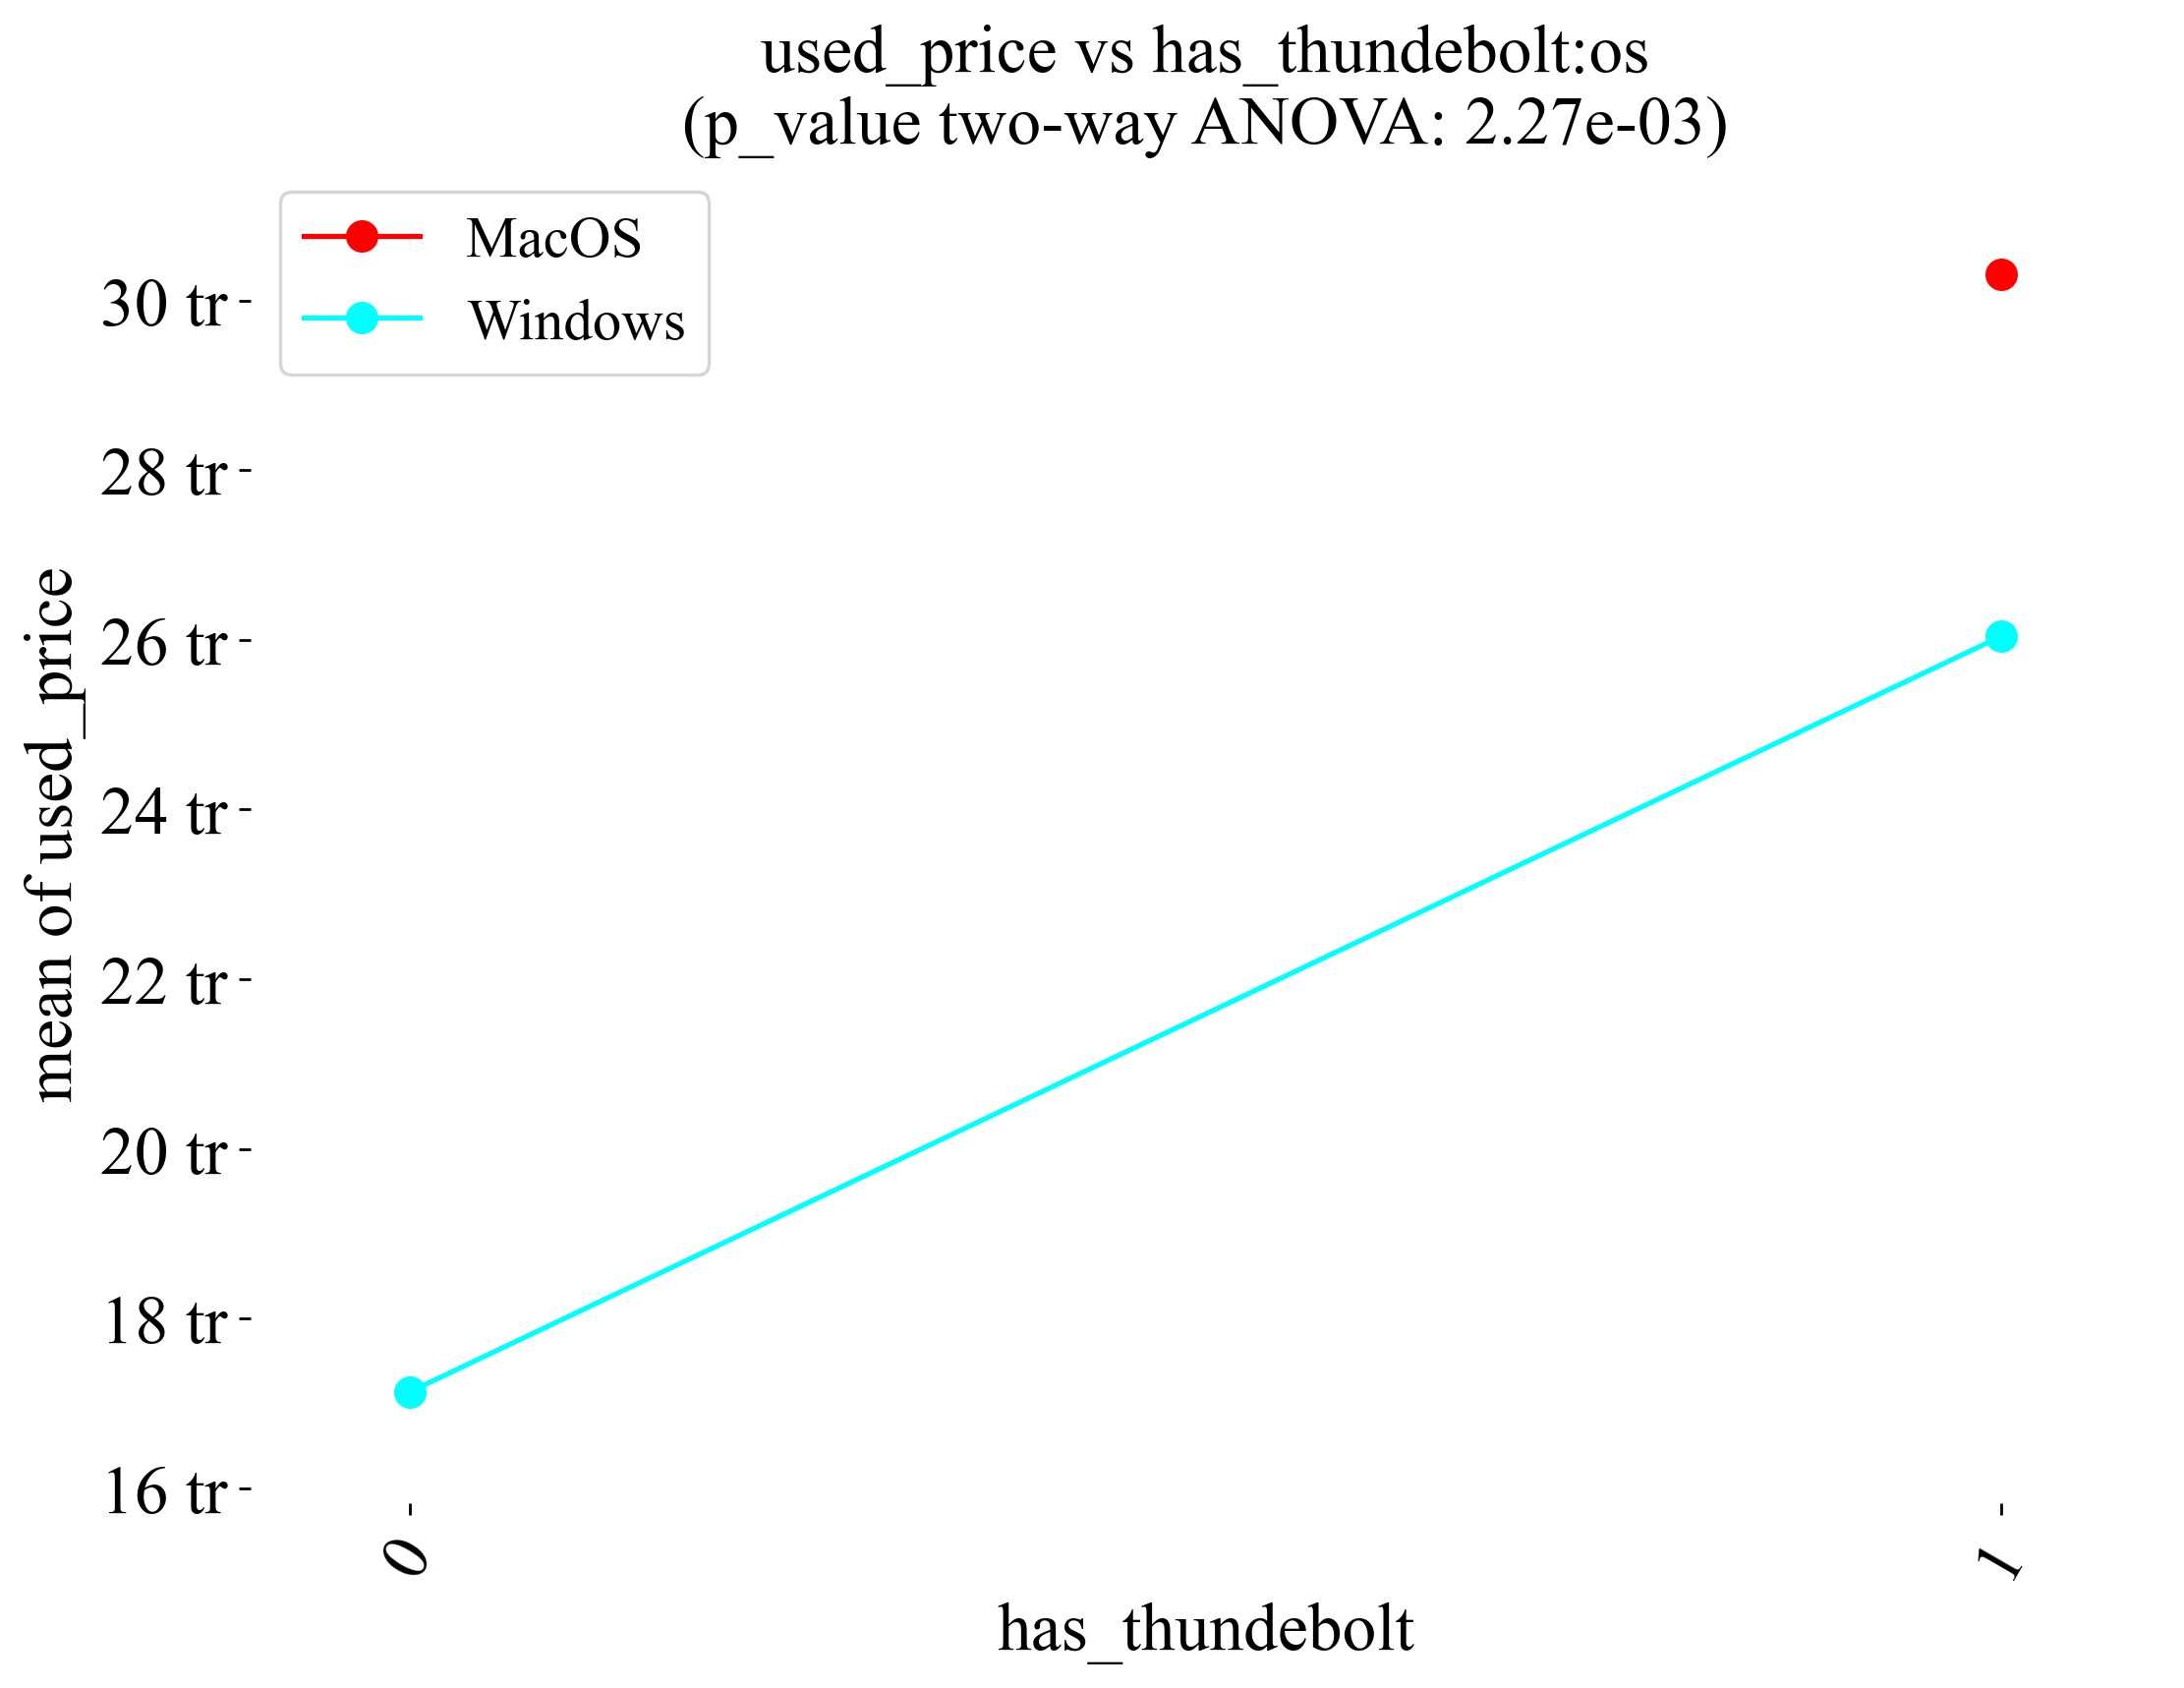 used_price vs has_thundebolt:os
(p_value two-way ANOVA: 2.27e-03)
MacOS
Windows
30 tr
28 tr
26 tr
24 tr
22 tr
20 tr
18 tr
16 tr
mean of used_price
0
1
has_thundebolt